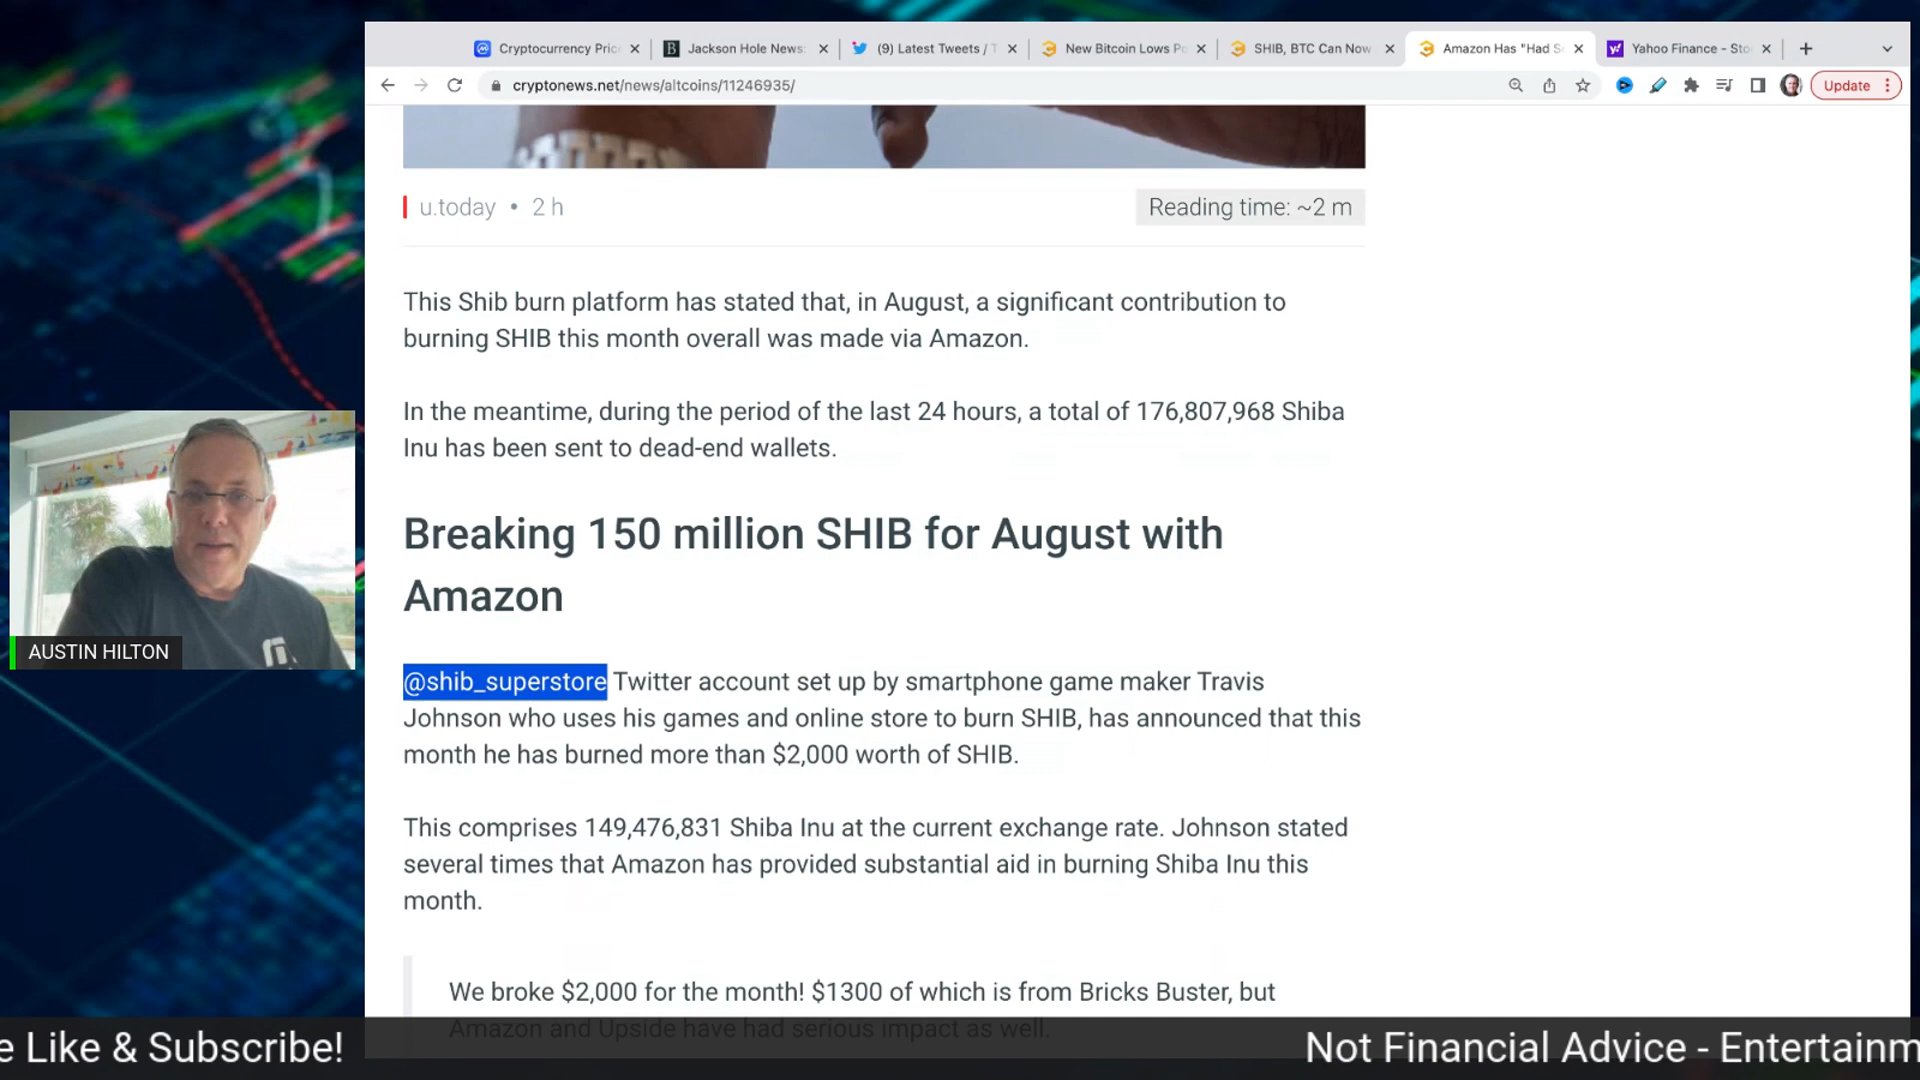 Cryptocurrency Pric
Jackson Hole News:
(9) Latest Tweets / T
New Bitcoin Lows Po
SHIB, BTC Can Now
Amazon Has "Had S
Yahoo Finance - Sto
cryptonews.net/news/altcoins/11246935/
Update
u.today • 2 h
Reading time: ~2 m
This Shib burn platform has stated that, in August, a significant contribution to
burning SHIB this month overall was made via Amazon.
In the meantime, during the period of the last 24 hours, a total of 176,807,968 Shiba
Inu has been sent to dead-end wallets.
Breaking 150 million SHIB for August with
Amazon
@shib_superstore Twitter account set up by smartphone game maker Travis
Johnson who uses his games and online store to burn SHIB, has announced that this
month he has burned more than $2,000 worth of SHIB.
This comprises 149,476,831 Shiba Inu at the current exchange rate. Johnson stated
several times that Amazon has provided substantial aid in burning Shiba Inu this
month.
We broke $2,000 for the month! $1300 of which is from Bricks Buster, but
Amazon and Upside have had serious impact as well.
AUSTIN HILTON
e Like & Subscribe!
Not Financial Advice - Entertainm